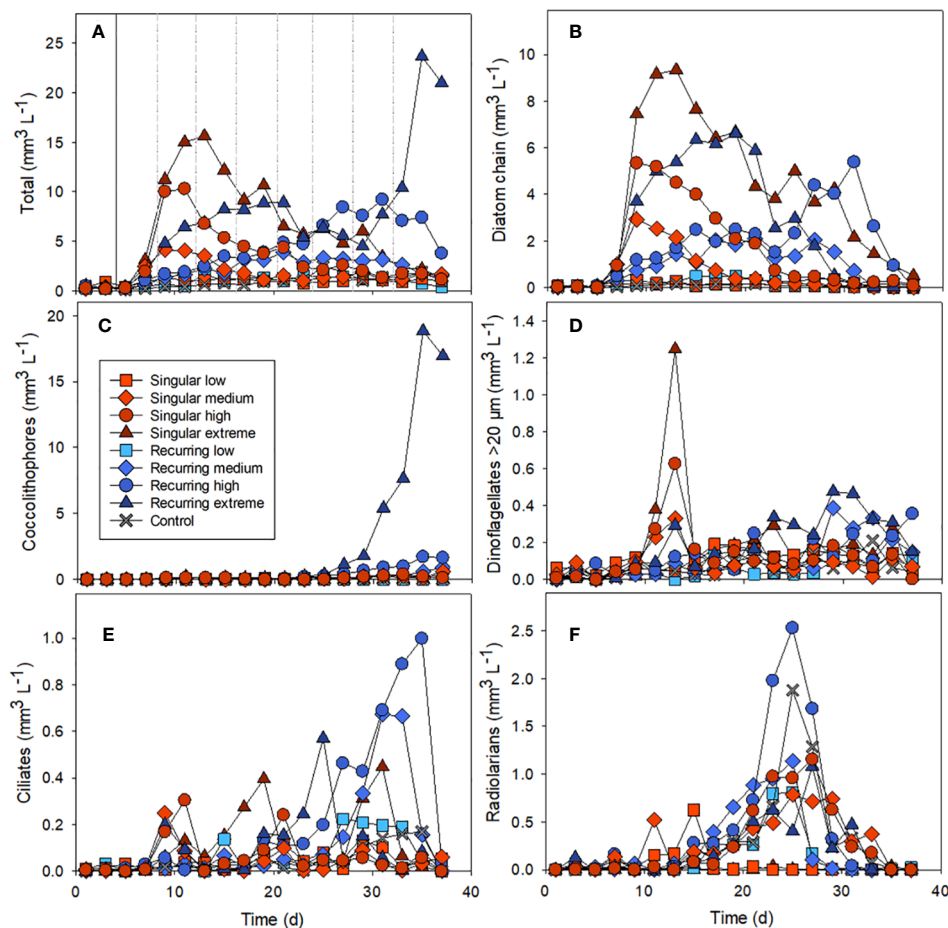 A
Total (mm3 L-1)
25
20
15
10
5
0
B
Diatom chain (mm3 L-1)
10
8
6
4
2
0
C
Coccolithophores (mm3 L-1)
20
15
10
5
0
Singular low
Singular medium
Singular high
Singular extreme
Recurring low
Recurring medium
Recurring high
Recurring extreme
Control
D
Dinoflagellates >20 µm (mm3 L-1)
1.4
1.2
1.0
0.8
0.6
0.4
0.2
0.0
E
Ciliates (mm3 L-1)
1.0
0.8
0.6
0.4
0.2
0.0
0 10 20 30 40
Time (d)
F
Radiolarians (mm3 L-1)
2.5
2.0
1.5
1.0
0.5
0.0
0 10 20 30 40
Time (d)